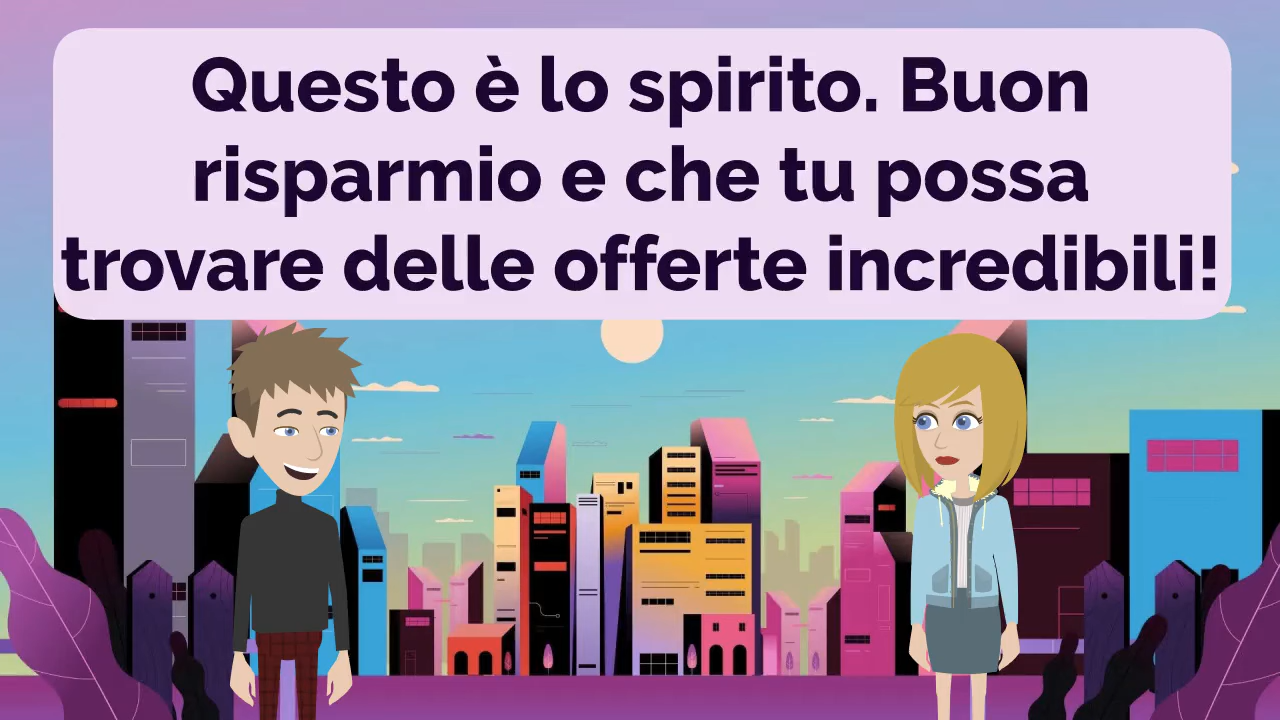 Questo è lo spirito. Buon
risparmio e che tu possa
trovare delle offerte incredibili!